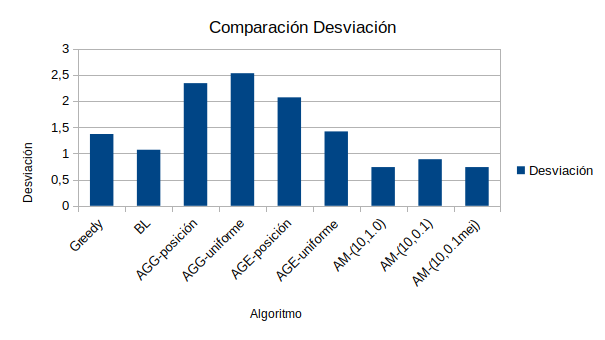 Comparación Desviación
3
2,5
2
1,5
1
0,5
0
Desviación
Greedy
BL
AGG-posición
AGG-uniforme
AGE-posición
AGE-uniforme
AM-(10,1.0)
AM-(10,0.1)
AM-(10,0.1mej)
Algoritmo
Desviación